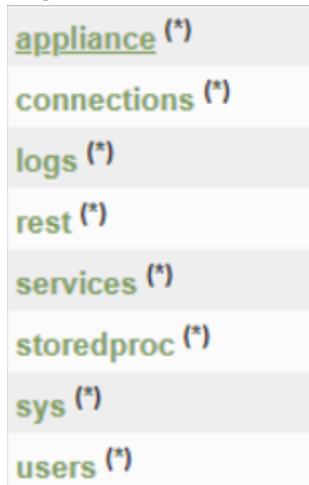 appliance (*)
connections (*)
logs (*)
rest (*)
services (*)
storedproc (*)
sys (*)
users (*)